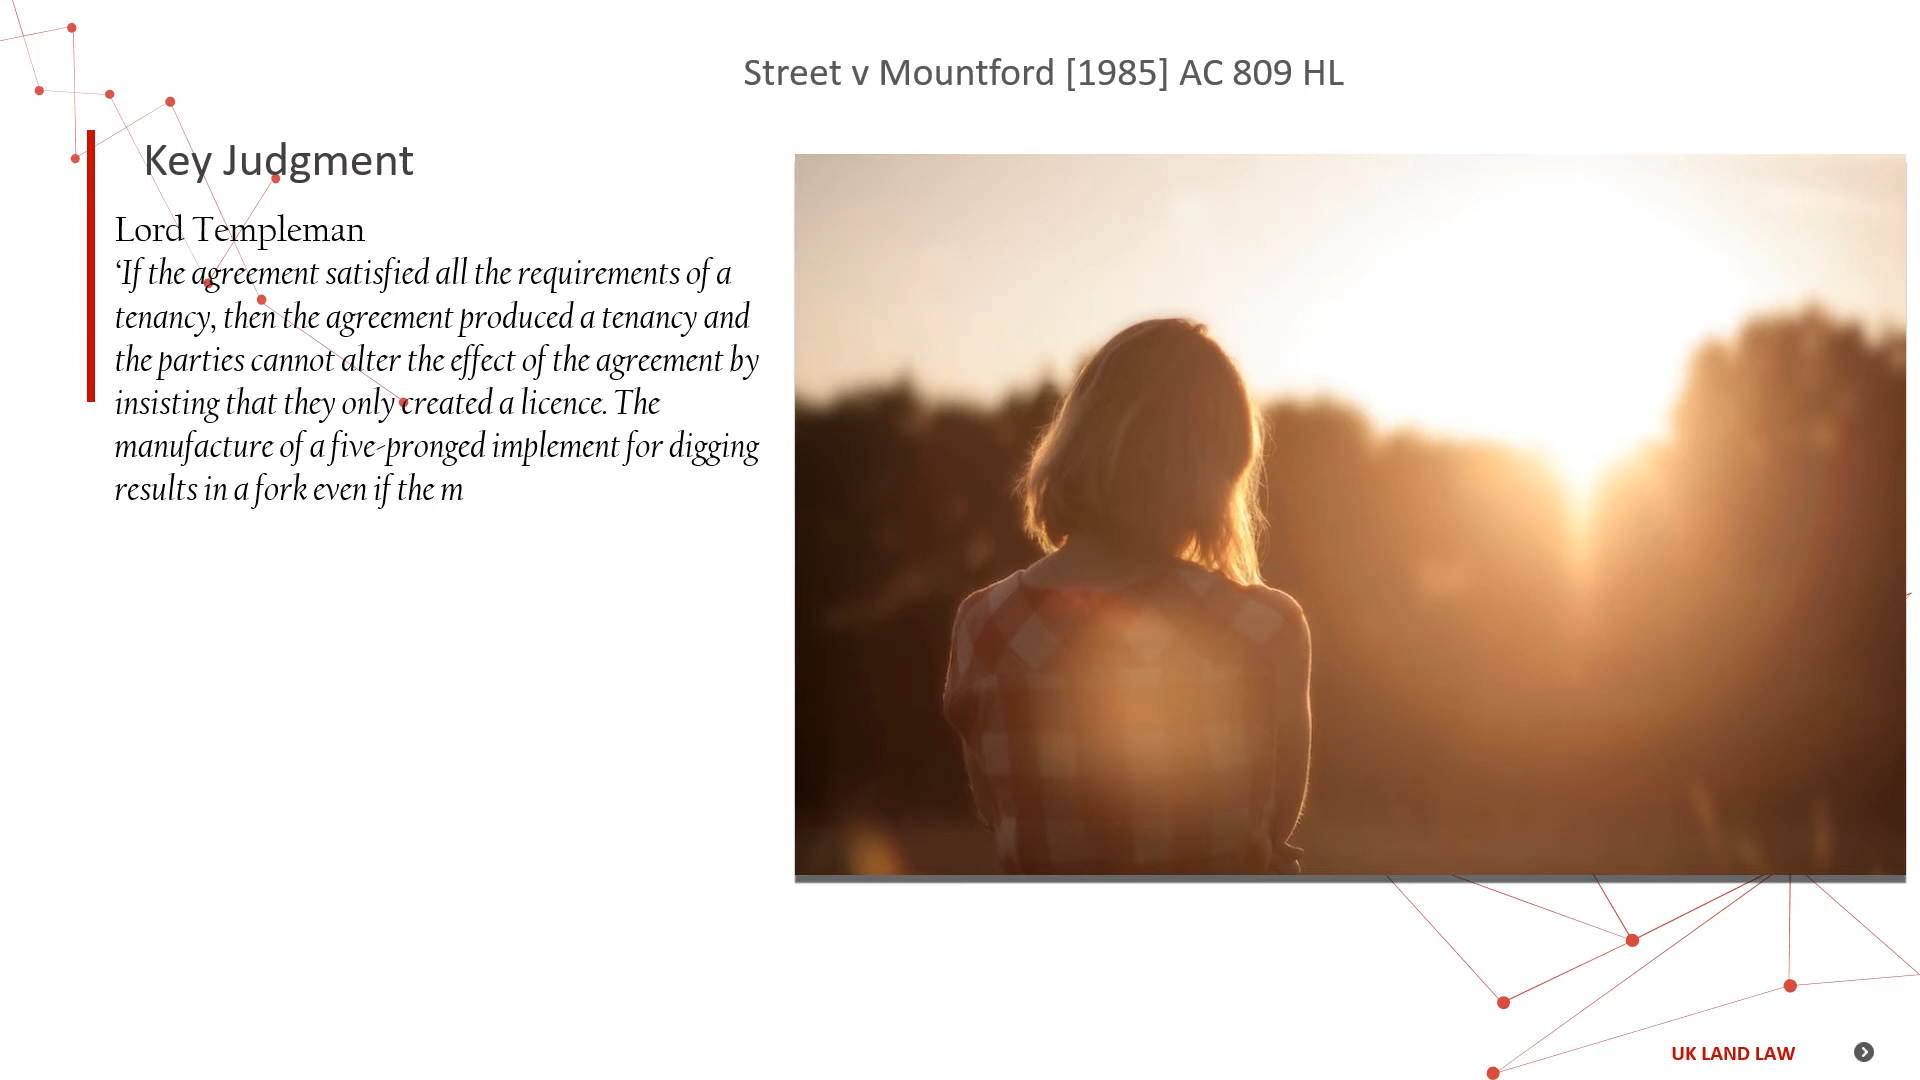 Street v Mountford [1985] AC 809 HL
Key Judgment
Lord Templeman
‘If the agreement satisfied all the requirements of a
tenancy, then the agreement produced a tenancy and
the parties cannot alter the effect of the agreement by
insisting that they only created a licence. The
manufacture of a five-pronged implement for digging
results in a fork even if the m
UK LAND LAW